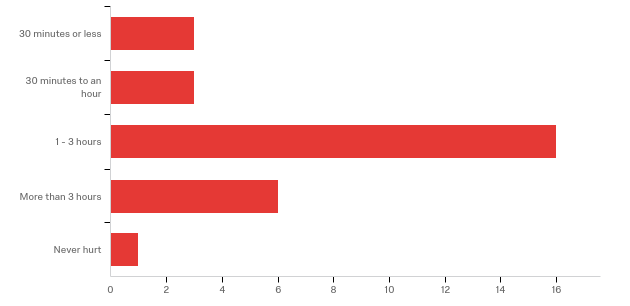 30 minutes or less
30 minutes to an
hour
1 - 3 hours
More than 3 hours
Never hurt
0 2 4 6 8 10 12 14 16